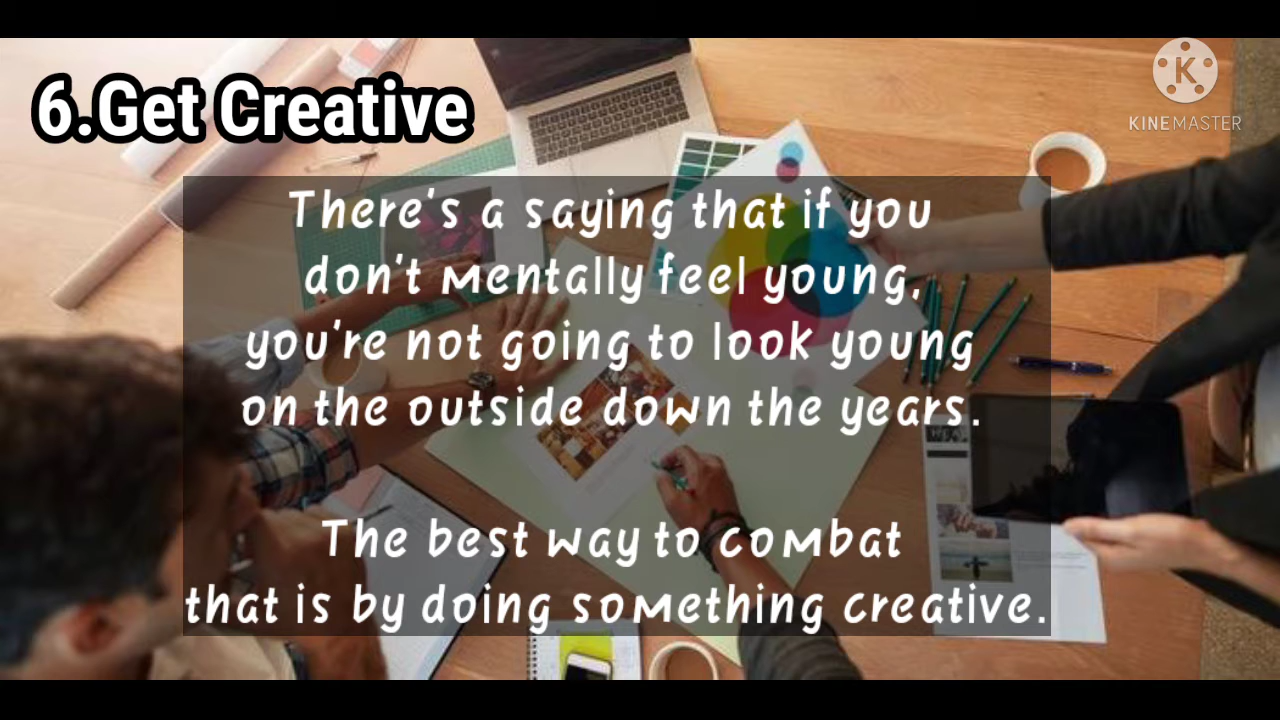 6.Get Creative
KINEMASTER
There's a saying that if you
don't mentally feel young,
you're not going to look young
on the outside down the years.
The best way to combat
that is by doing something creative.